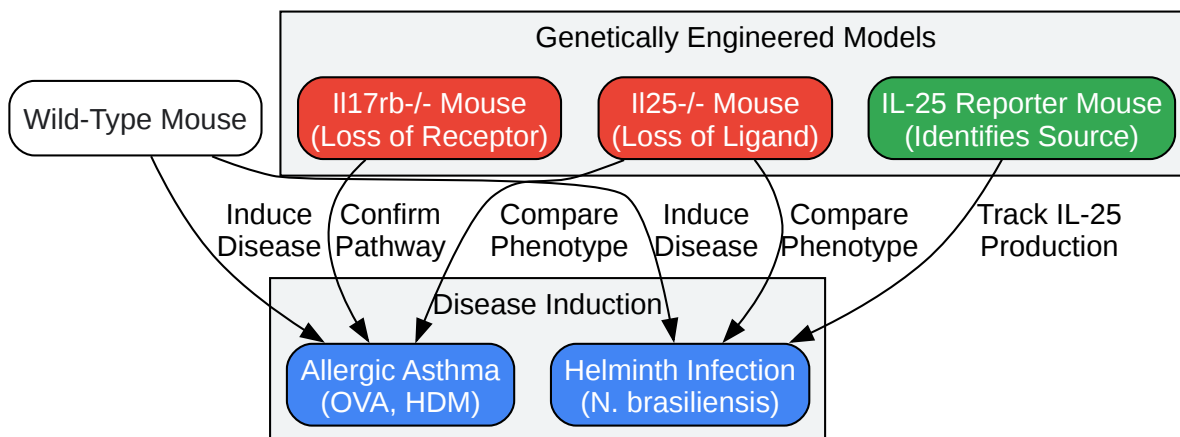 Genetically Engineered Models
Wild-Type Mouse
Il17rb-/- Mouse
(Loss of Receptor)
Il25-/- Mouse
(Loss of Ligand)
IL-25 Reporter Mouse
(Identifies Source)
Induce
Disease
Confirm
Pathway
Compare
Phenotype
Induce
Disease
Compare
Phenotype
Track IL-25
Production
Disease Induction
Allergic Asthma
(OVA, HDM)
Helminth Infection
(N. brasiliensis)